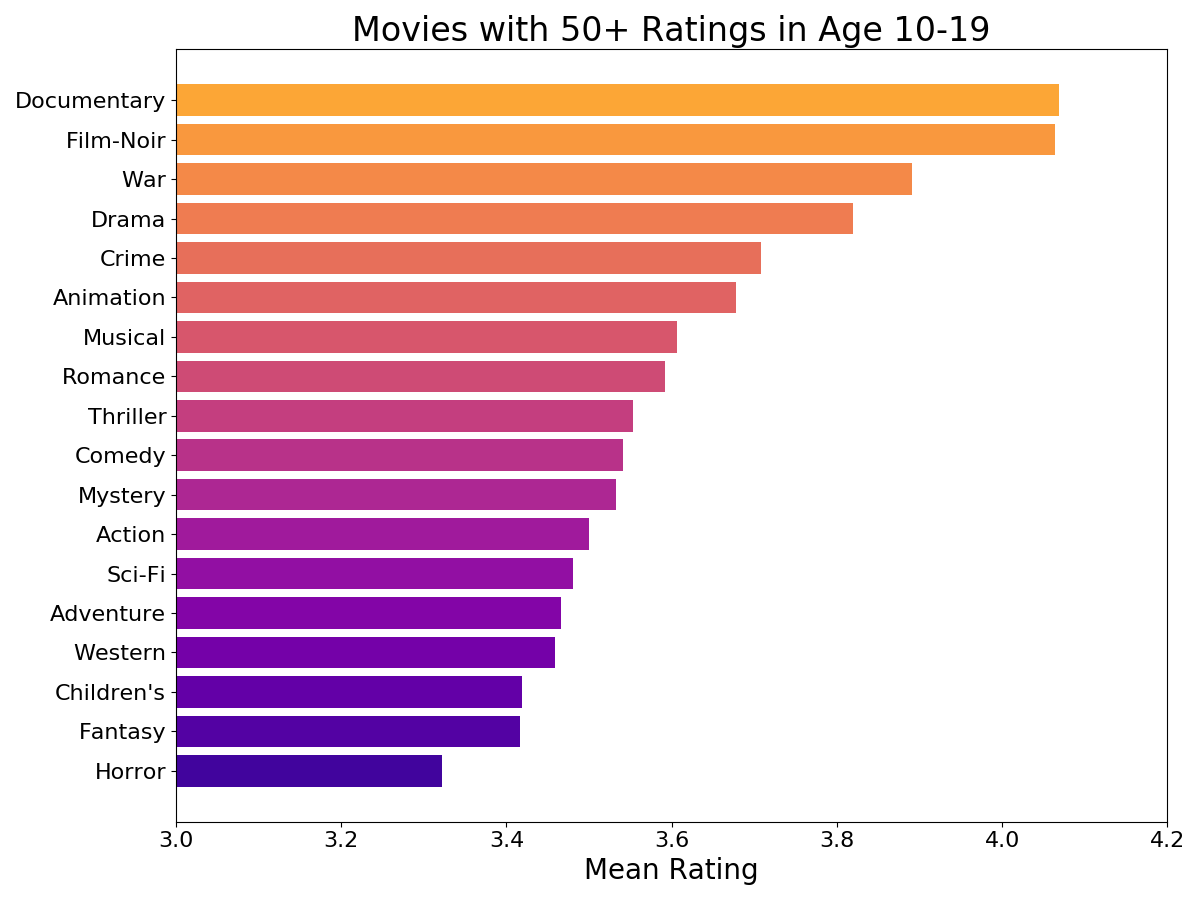 Movies with 50+ Ratings in Age 10-19
Documentary
Film-Noir
War
Drama
Crime
Animation
Musical
Romance
Thriller
Comedy
Mystery
Action
Sci-Fi
Adventure
Western
Children's
Fantasy
Horror
3.0 3.2 3.4 3.6 3.8 4.0 4.2
Mean Rating